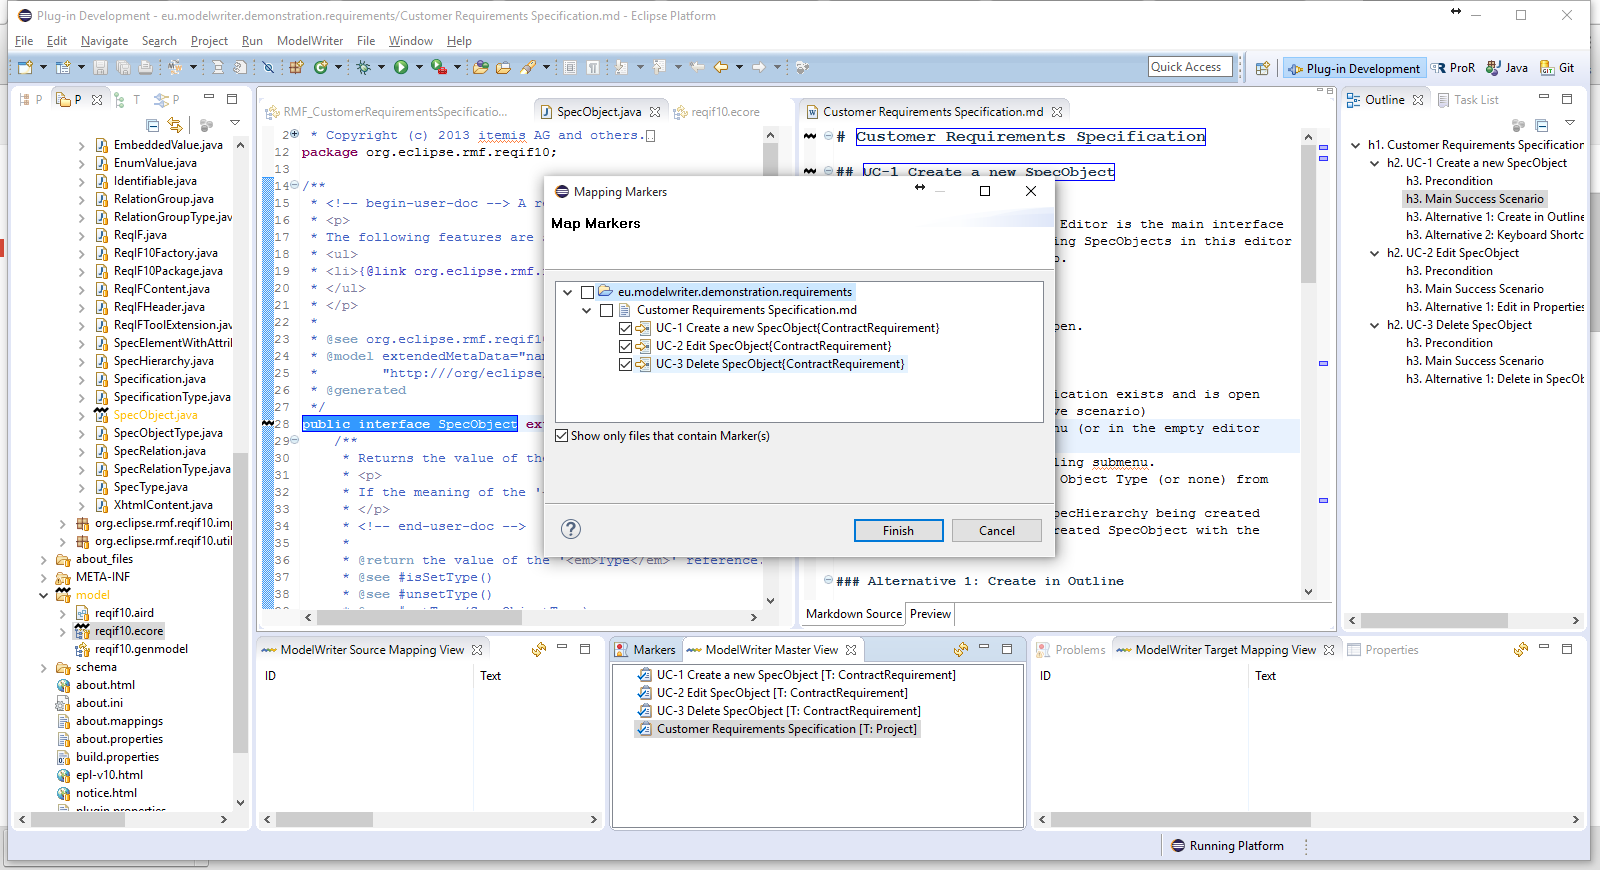 Plug-in Development - eu.modelwriter.demonstration.requirements/Customer Requirements Specification.md - Eclipse Platform
File Edit Navigate Search Project Run ModelWriter File Window Help
Quick Access
Plug-in Development
ProR
Java
Git
P
P
T
P
EmbeddedValue.java
EnumValue.java
Identifiable.java
RelationGroup.java
RelationGroupType.java
ReqIF.java
ReqIF10Factory.java
ReqIF10Package.java
ReqIFContent.java
ReqIFHeader.java
ReqIFToolExtension.java
SpecElementWithAttri
SpecHierarchy.java
Specification.java
SpecificationType.java
SpecObject.java
SpecObjectType.java
SpecRelation.java
SpecRelationType.java
SpecType.java
XhtmlContent.java
org.eclipse.rmf.reqif10.imp
org.eclipse.rmf.reqif10.util
about_files
META-INF
model
reqif10.aird
reqif10.ecore
reqif10.genmodel
schema
about.html
about.ini
about.mappings
about.properties
build.properties
epl-v10.html
notice.html
plugin.properties
RMF_CustomerRequirementsSpecificatio...
SpecObject.java
reqif10.ecore
2 * Copyright (c) 2013 itemis AG and others.
12 package org.eclipse.rmf.reqif10;
13
14 /**
15 * <!-- begin-user-doc --> A re
16 * <p>
17 * The following features are s
18 * <ul>
19 * <li>{@link org.eclipse.rmf.r
20 * </ul>
21 * </p>
22 *
23 * @see org.eclipse.rmf.reqif10
24 * @model extendedMetaData="nam
25 * "http:///org/eclipse/
26 * @generated
27 */
28 public interface SpecObject ext
29 /**
30 * Returns the value of the
31 * <p>
32 * If the meaning of the '
33 * </p>
34 * <!-- end-user-doc -->
35 *
36 * @return the value of the '<em>Type</em>' reference.
37 * @see #isSetType()
38 * @see #unsetType()
Customer Requirements Specification.md
# Customer Requirements Specification
## UC-1 Create a new SpecObject
Editor is the main interface
ing SpecObjects in this editor
o.
pen.
ication exists and is open
ve scenario)
nu (or in the empty editor
ling submenu.
Object Type (or none) from
pecHierarchy being created
reated SpecObject with the
### Alternative 1: Create in Outline
Markdown Source
Preview
Mapping Markers
Map Markers
eu.modelwriter.demonstration.requirements
Customer Requirements Specification.md
UC-1 Create a new SpecObject{ContractRequirement}
UC-2 Edit SpecObject{ContractRequirement}
UC-3 Delete SpecObject{ContractRequirement}
Show only files that contain Marker(s)
?
Finish
Cancel
Outline
Task List
h1. Customer Requirements Specification
h2. UC-1 Create a new SpecObject
h3. Precondition
h3. Main Success Scenario
h3. Alternative 1: Create in Outline
h3. Alternative 2: Keyboard Shortc
h2. UC-2 Edit SpecObject
h3. Precondition
h3. Main Success Scenario
h3. Alternative 1: Edit in Properties
h2. UC-3 Delete SpecObject
h3. Precondition
h3. Main Success Scenario
h3. Alternative 1: Delete in SpecOb
ModelWriter Source Mapping View
ID
Text
Markers
ModelWriter Master View
UC-1 Create a new SpecObject [T: ContractRequirement]
UC-2 Edit SpecObject [T: ContractRequirement]
UC-3 Delete SpecObject [T: ContractRequirement]
Customer Requirements Specification [T: Project]
Problems
ModelWriter Target Mapping View
Properties
ID
Text
Running Platform